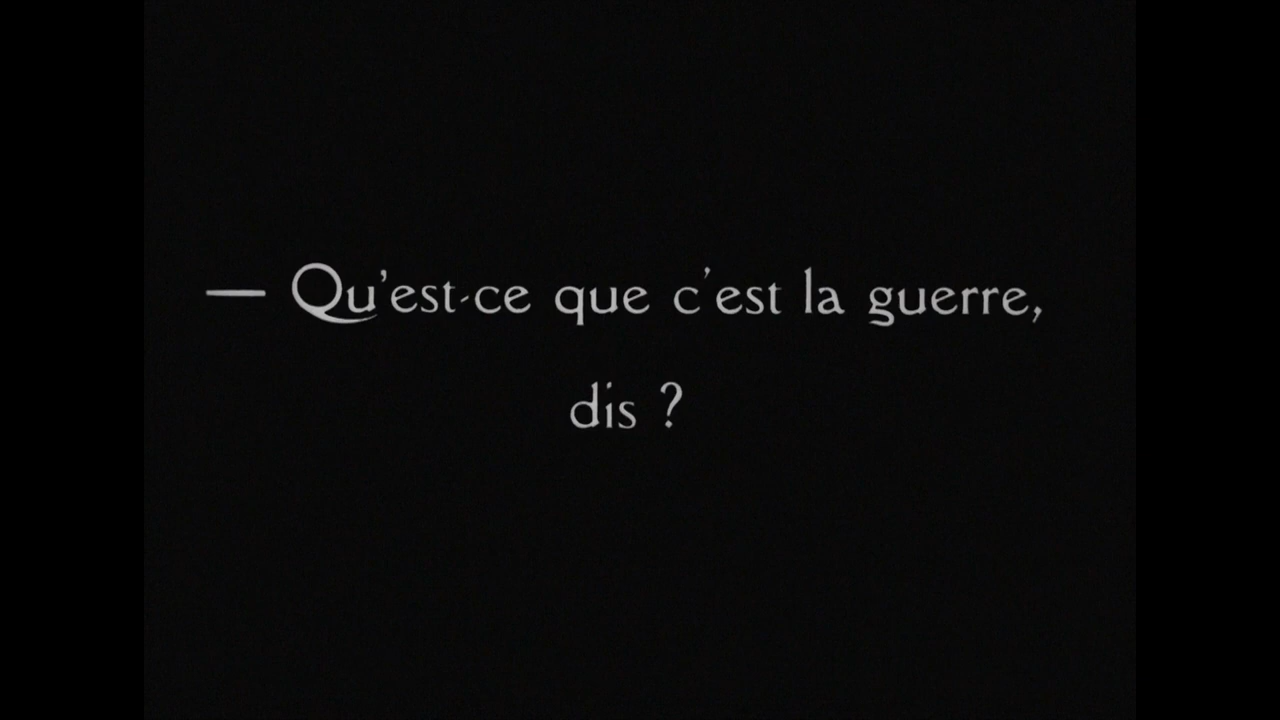 — Qu'est-ce que c'est la guerre,
dis ?